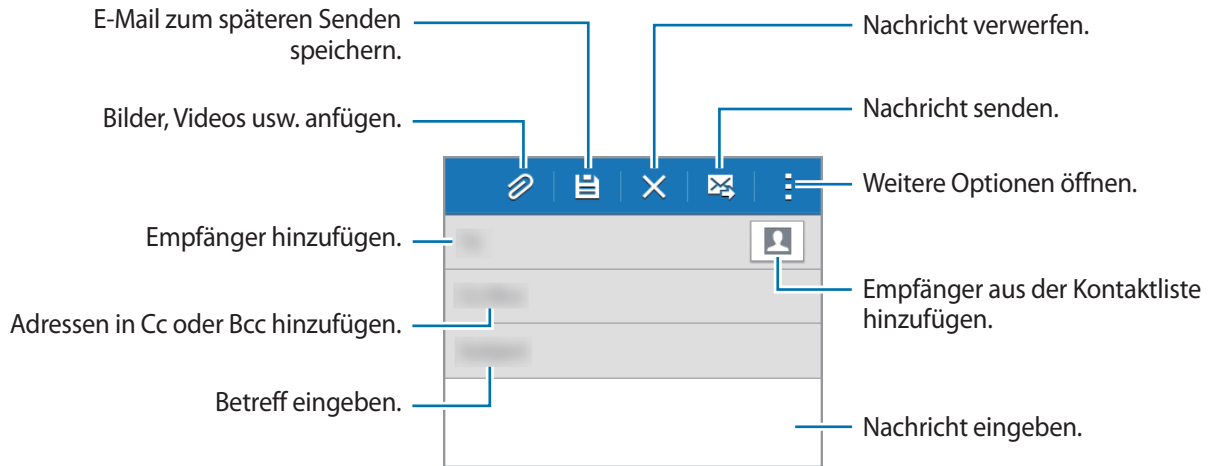 E-Mail zum späteren Senden
speichern.
Bilder, Videos usw. anfügen.
Empfänger hinzufügen.
Adressen in Cc oder Bcc hinzufügen.
Betreff eingeben.
Nachricht verwerfen.
Nachricht senden.
Weitere Optionen öffnen.
Empfänger aus der Kontaktliste
hinzufügen.
Nachricht eingeben.